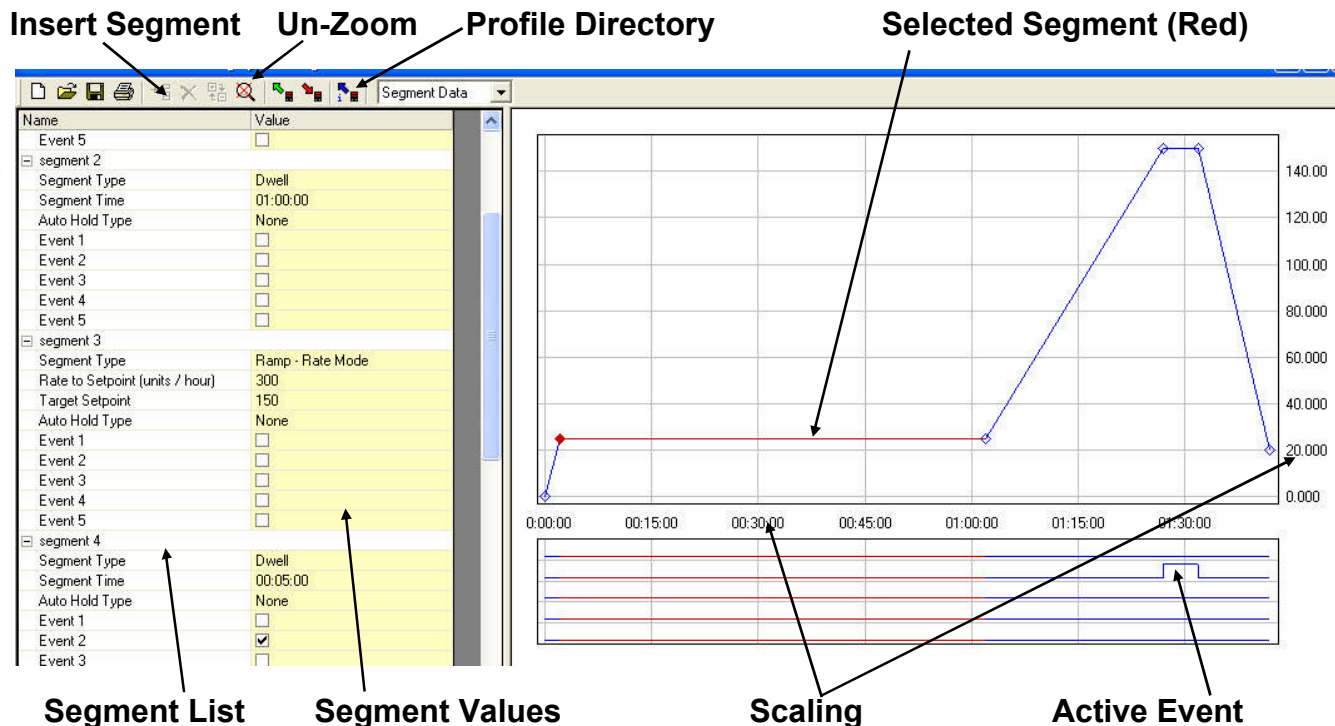 Insert Segment Un-Zoom Profile Directory Selected Segment (Red)
Segment Data
Name Value
Event 5
segment 2
Segment Type Dwell
Segment Time 01:00:00
Auto Hold Type None
Event 1
Event 2
Event 3
Event 4
Event 5
segment 3
Segment Type Ramp - Rate Mode
Rate to Setpoint (units / hour) 300
Target Setpoint 150
Auto Hold Type None
Event 1
Event 2
Event 3
Event 4
Event 5
segment 4
Segment Type Dwell
Segment Time 00:05:00
Auto Hold Type None
Event 1
Event 2
Event 3
140.00
120.00
100.00
80.000
60.000
40.000
20.000
0.000
0:00:00 00:15:00 00:30:00 00:45:00 01:00:00 01:15:00 01:30:00
Segment List Segment Values Scaling Active Event